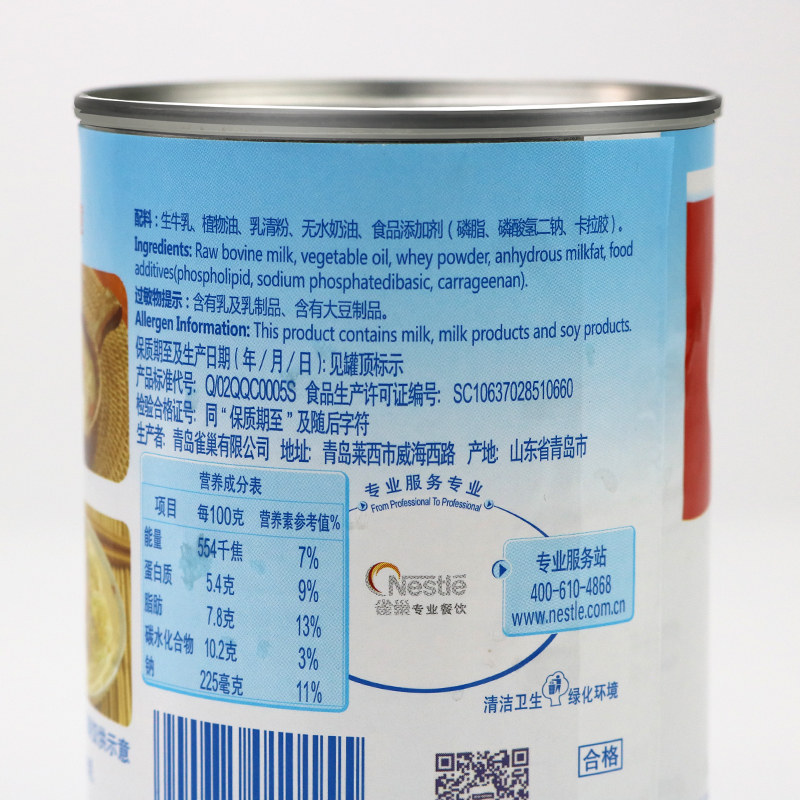 配料：生牛乳、植物油、乳清粉、无水奶油、食品添加剂（磷脂、磷酸氢二钠、卡拉胶）。
Ingredients: Raw bovine milk, vegetable oil, whey powder, anhydrous milkfat, food
additives(phospholipid, sodium phosphatedibasic, carrageenan).
过敏物提示：含有乳及乳制品、含有大豆制品。
Allergen Information: This product contains milk, milk products and soy products.
保质期至及生产日期（年/月/日）：见罐顶标示
产品标准代号: Q/02QQC0005S 食品生产许可证编号: SC10637028510660
检验合格证号: 同“保质期至”及随后字符
生产者: 青岛雀巢有限公司 地址: 青岛莱西市威海西路 产地: 山东省青岛市
营养成分表
项目 每100克 营养素参考值%
能量 554千焦 7%
蛋白质 5.4克 9%
脂肪 7.8克 13%
碳水化合物 10.2克 3%
钠 225毫克 11%
专业服务专业
From Professional To Professional
Nestlé
雀巢专业餐饮
专业服务站
400-610-4868
www.nestle.com.cn
清洁卫生 绿化环境
合格
示意